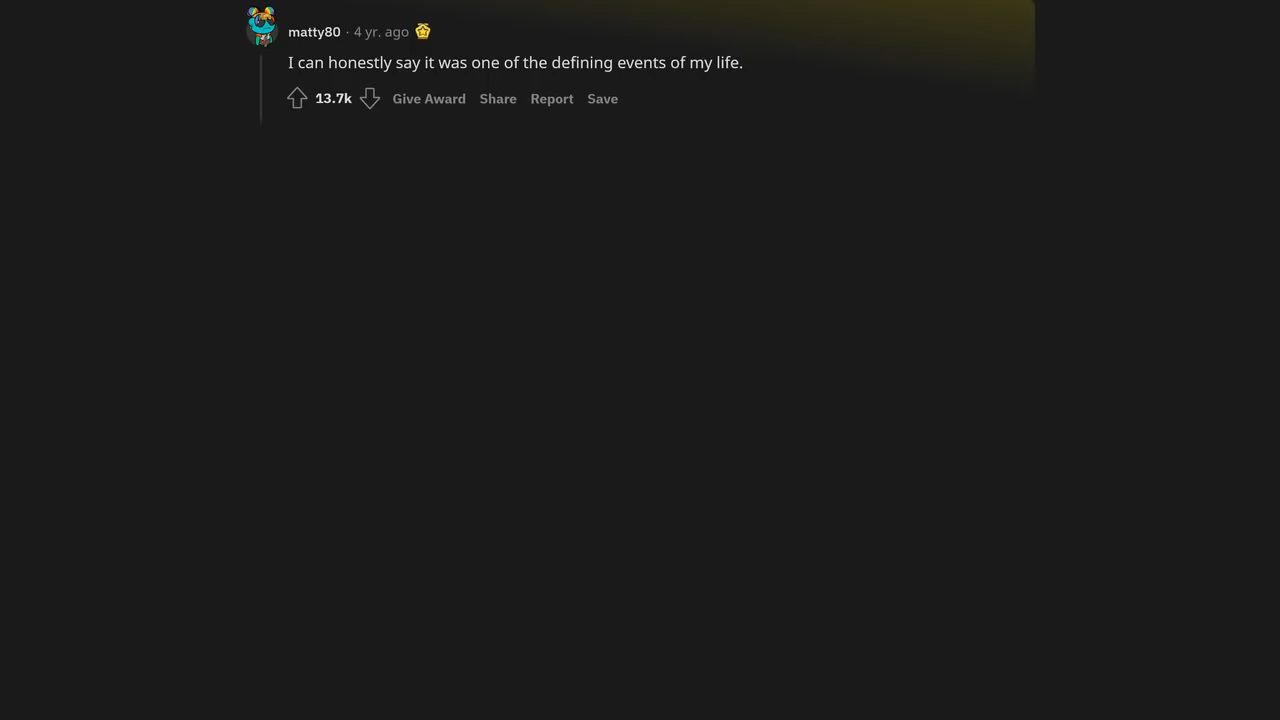 matty80 · 4 yr. ago
I can honestly say it was one of the defining events of my life.
13.7k Give Award Share Report Save